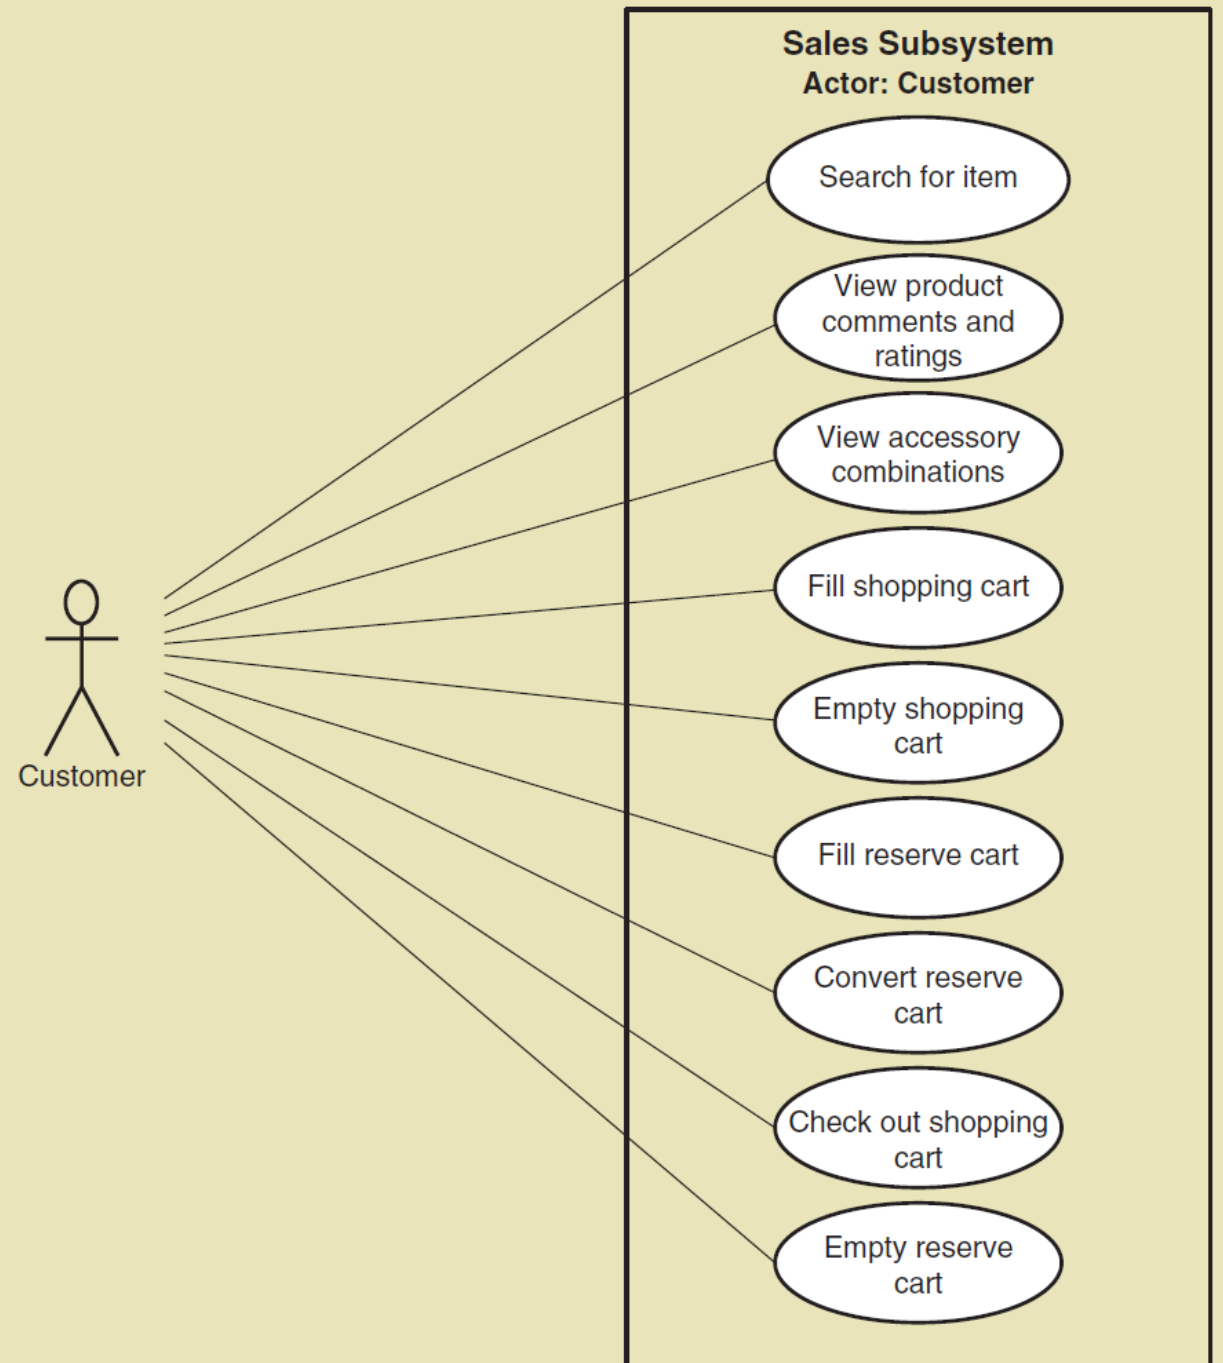 Sales Subsystem
Actor: Customer
Search for item
View product
comments and
ratings
View accessory
combinations
Fill shopping cart
Empty shopping
cart
Customer
Fill reserve cart
Convert reserve
cart
Check out shopping
cart
Empty reserve
cart